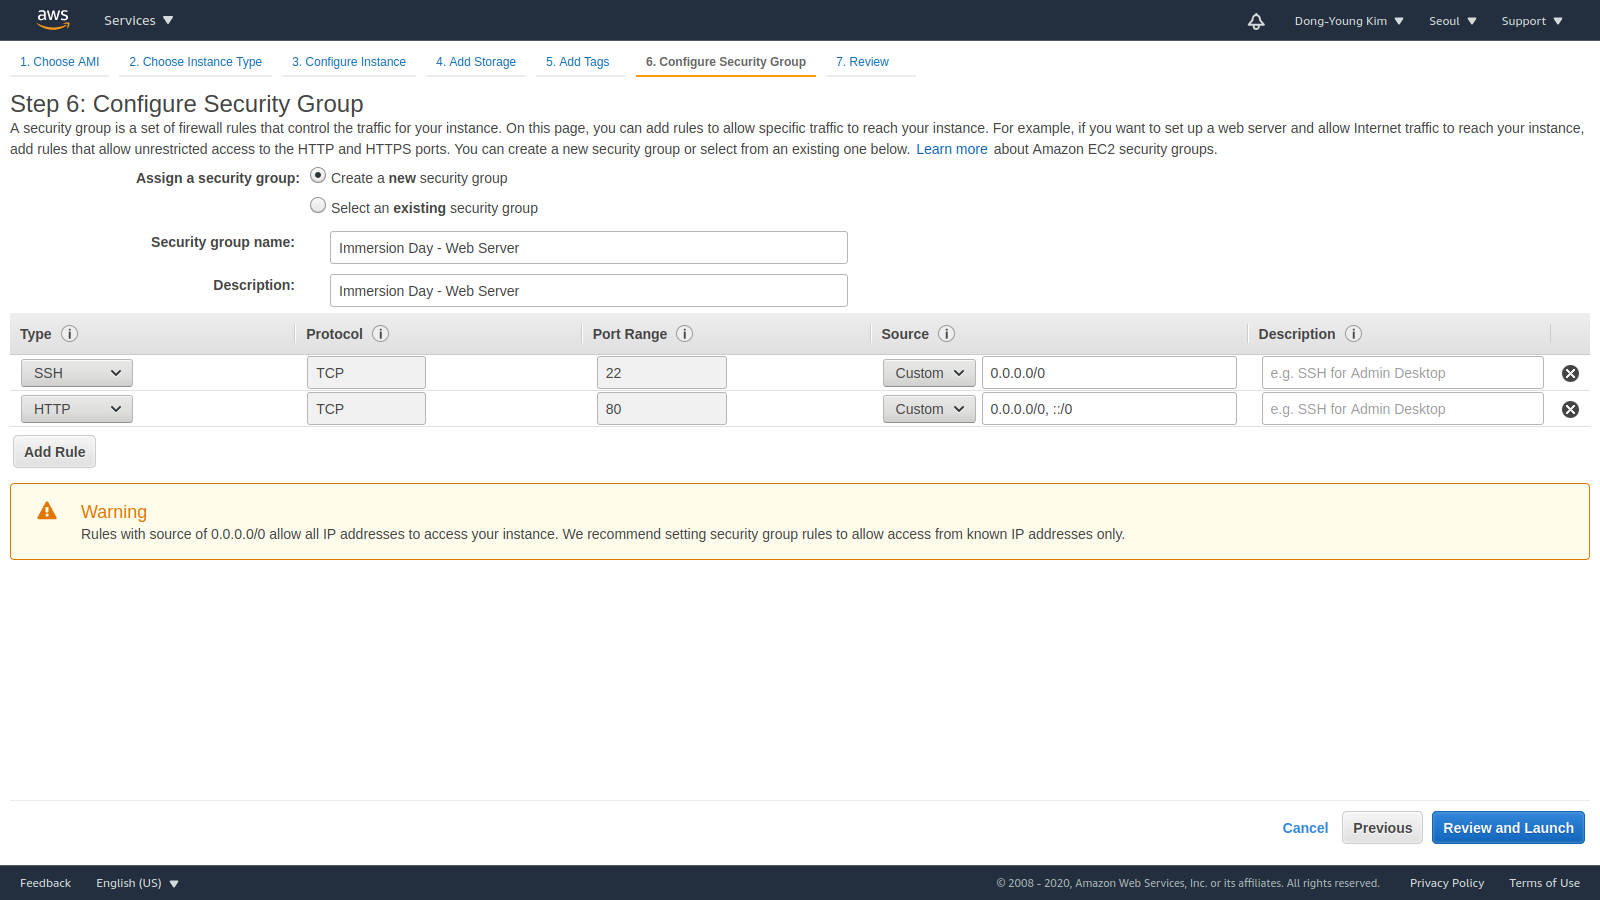 aws Services Dong-Young Kim Seoul Support
1. Choose AMI 2. Choose Instance Type 3. Configure Instance 4. Add Storage 5. Add Tags 6. Configure Security Group 7. Review
Step 6: Configure Security Group
A security group is a set of firewall rules that control the traffic for your instance. On this page, you can add rules to allow specific traffic to reach your instance. For example, if you want to set up a web server and allow Internet traffic to reach your instance,
add rules that allow unrestricted access to the HTTP and HTTPS ports. You can create a new security group or select from an existing one below. Learn more about Amazon EC2 security groups.
Assign a security group: Create a new security group
Select an existing security group
Security group name: Immersion Day - Web Server
Description: Immersion Day - Web Server
Type i Protocol i Port Range i Source i Description i
SSH TCP 22 Custom 0.0.0.0/0 e.g. SSH for Admin Desktop
HTTP TCP 80 Custom 0.0.0.0/0, ::/0 e.g. SSH for Admin Desktop
Add Rule
Warning
Rules with source of 0.0.0.0/0 allow all IP addresses to access your instance. We recommend setting security group rules to allow access from known IP addresses only.
Cancel Previous Review and Launch
Feedback English (US) © 2008 - 2020, Amazon Web Services, Inc. or its affiliates. All rights reserved. Privacy Policy Terms of Use